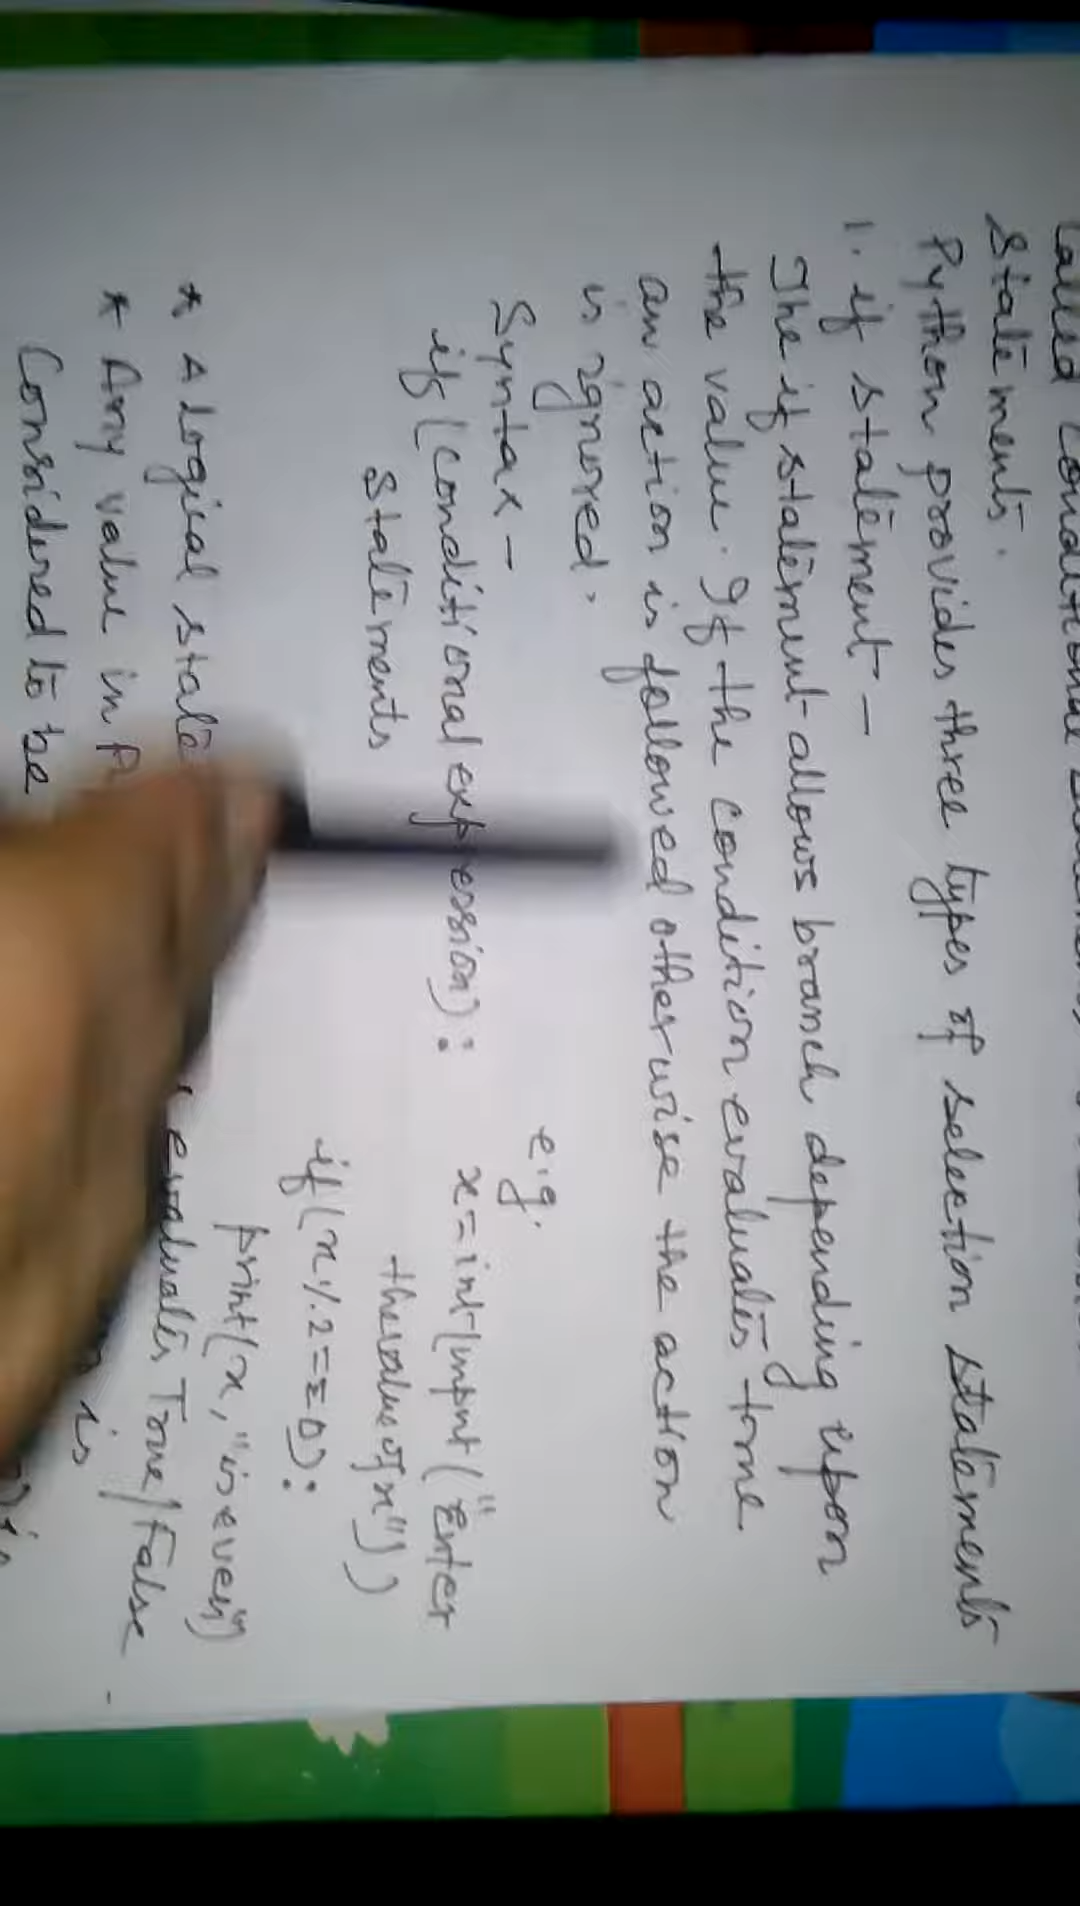 called conditional
statements.
Python provides three types of selection statements
1. if statement -
The if statement allows branch depending upon
the value. If the condition evaluates true
an action is followed otherwise the action
is ignored.
Syntax -
if (conditional expression):
Statements
e.g.
x = int(input("Enter
the value of x"))
if (x % 2 == 0):
print(x, "is even")
* A logical state evaluates True/False
* Any value in is
Considered to be